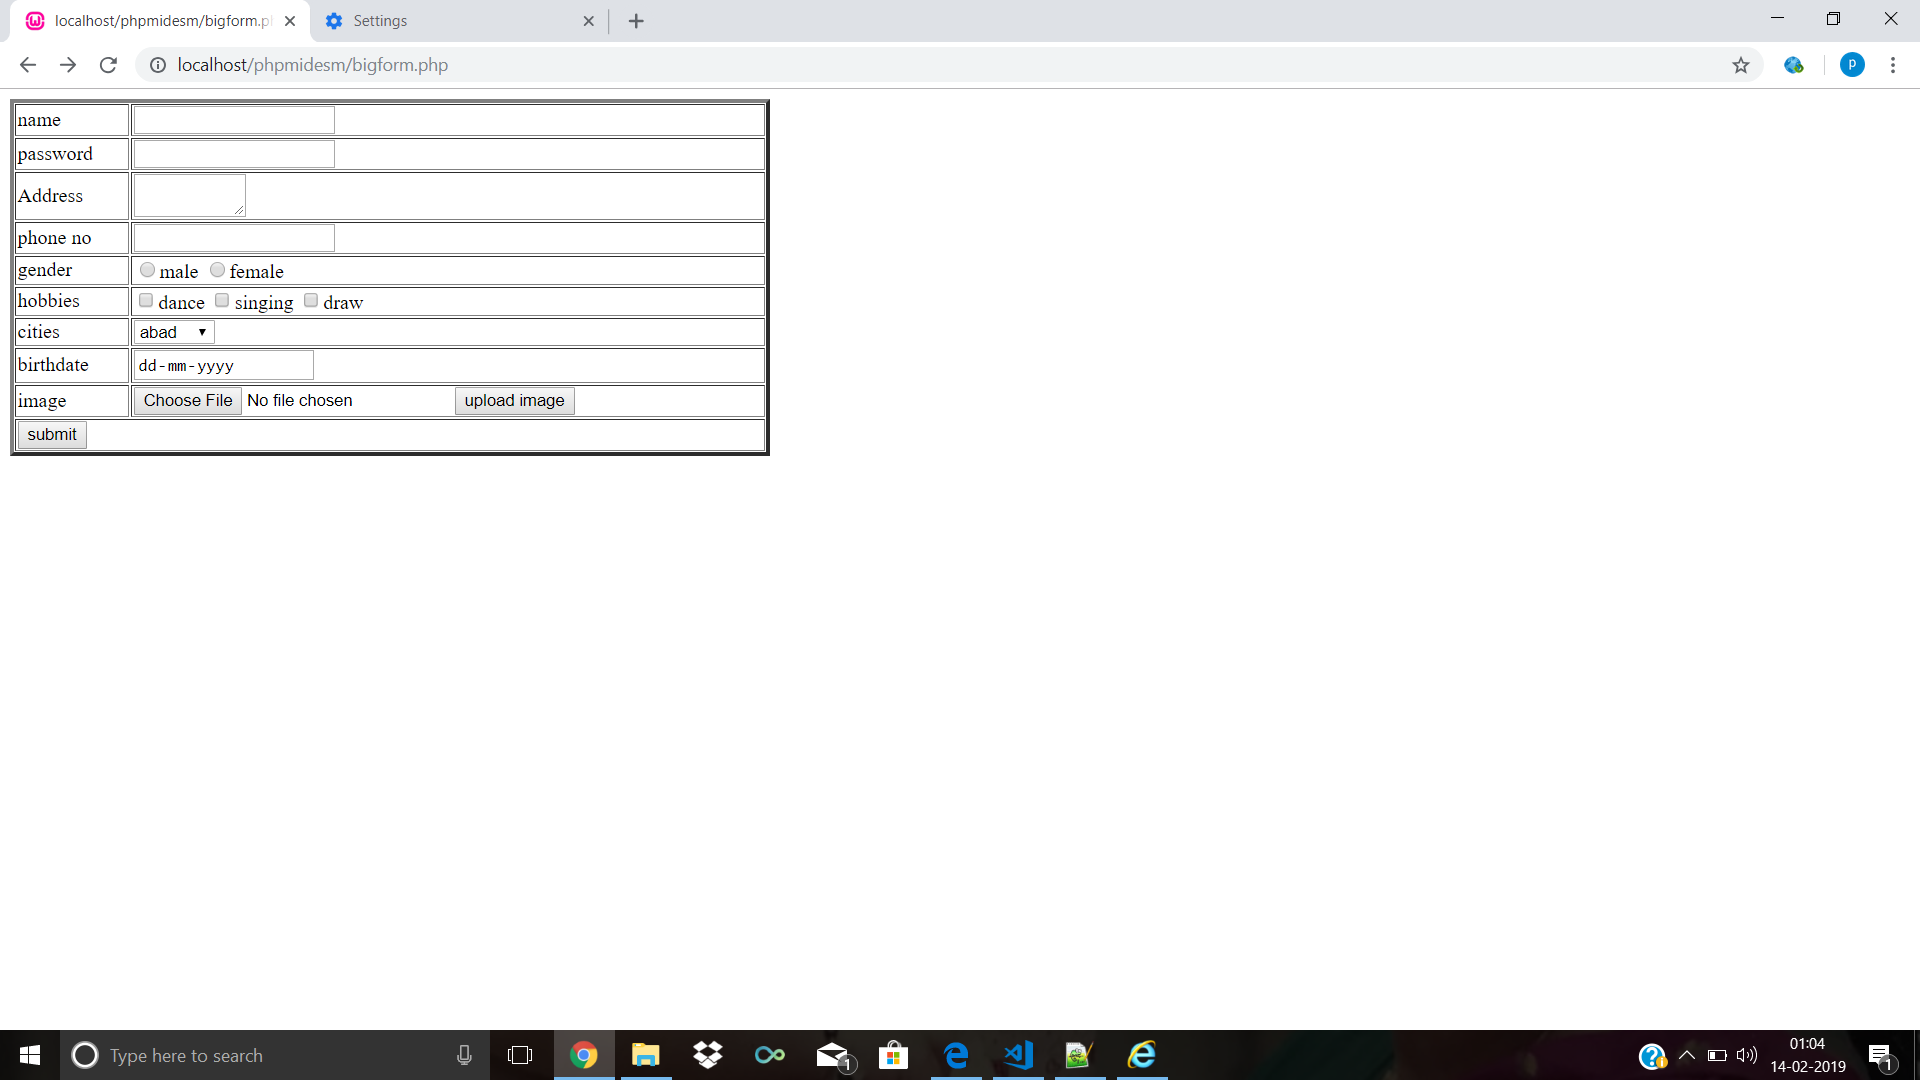 localhost/phpmidesm/bigform.p
Settings
localhost/phpmidesm/bigform.php
P
name
password
Address
phone no
gender male female
hobbies dance singing draw
cities abad
birthdate dd-mm-yyyy
image Choose File No file chosen upload image
submit
Type here to search
1
01:04
14-02-2019
1